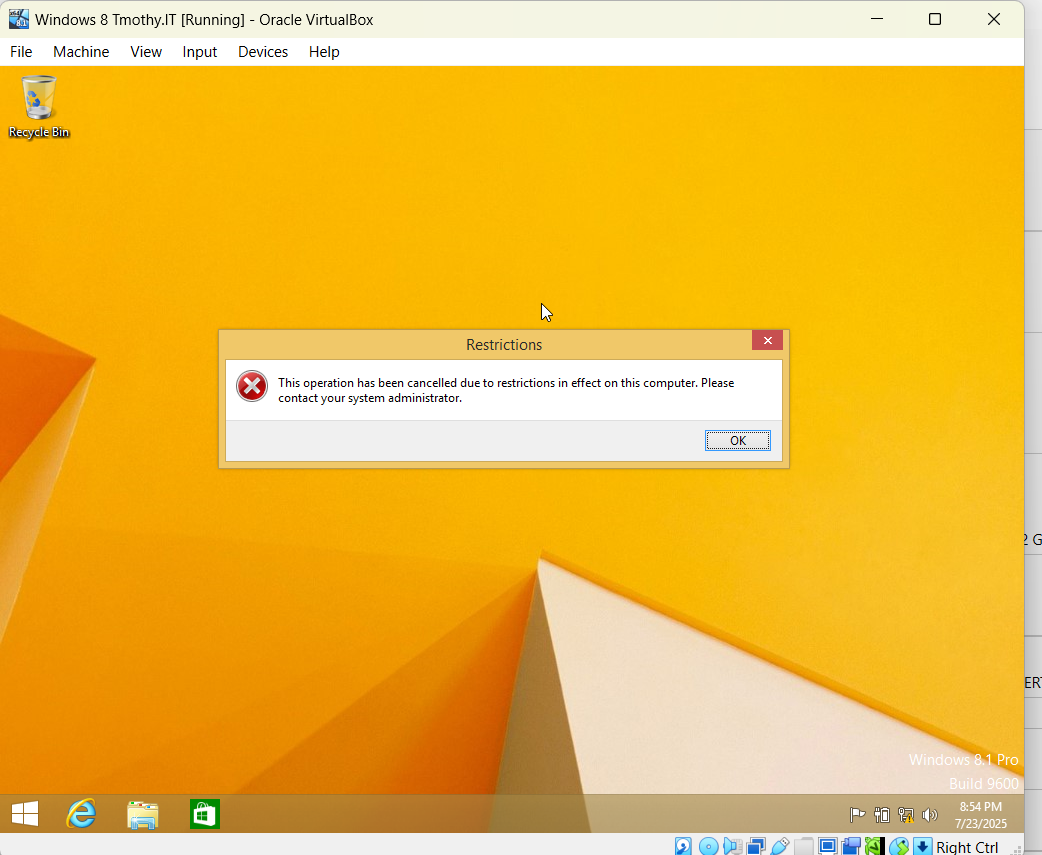 Windows 8 Tmothy.IT [Running] - Oracle VirtualBox
File Machine View Input Devices Help
Recycle Bin
Restrictions
This operation has been cancelled due to restrictions in effect on this computer. Please
contact your system administrator.
OK
2 G
ER
Windows 8.1 Pro
Build 9600
8:54 PM
7/23/2025
Right Ctrl